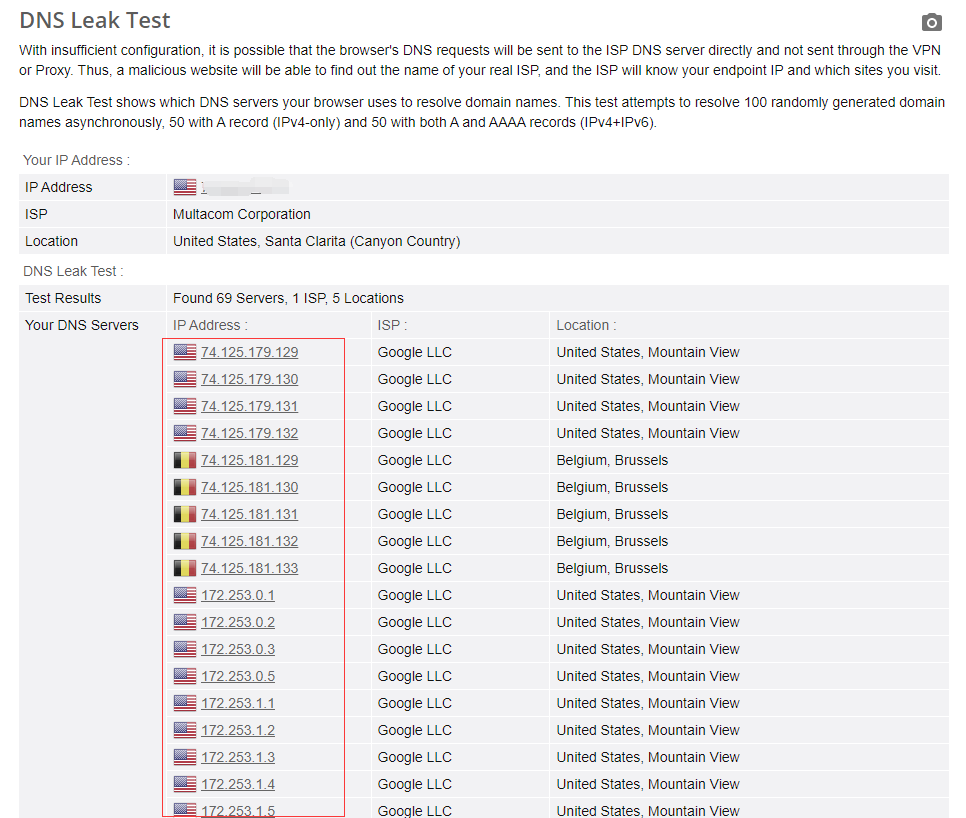 DNS Leak Test
With insufficient configuration, it is possible that the browser's DNS requests will be sent to the ISP DNS server directly and not sent through the VPN
or Proxy. Thus, a malicious website will be able to find out the name of your real ISP, and the ISP will know your endpoint IP and which sites you visit.
DNS Leak Test shows which DNS servers your browser uses to resolve domain names. This test attempts to resolve 100 randomly generated domain
names asynchronously, 50 with A record (IPv4-only) and 50 with both A and AAAA records (IPv4+IPv6).
Your IP Address :
IP Address
ISP Multacom Corporation
Location United States, Santa Clarita (Canyon Country)
DNS Leak Test :
Test Results Found 69 Servers, 1 ISP, 5 Locations
Your DNS Servers IP Address : ISP : Location :
74.125.179.129 Google LLC United States, Mountain View
74.125.179.130 Google LLC United States, Mountain View
74.125.179.131 Google LLC United States, Mountain View
74.125.179.132 Google LLC United States, Mountain View
74.125.181.129 Google LLC Belgium, Brussels
74.125.181.130 Google LLC Belgium, Brussels
74.125.181.131 Google LLC Belgium, Brussels
74.125.181.132 Google LLC Belgium, Brussels
74.125.181.133 Google LLC Belgium, Brussels
172.253.0.1 Google LLC United States, Mountain View
172.253.0.2 Google LLC United States, Mountain View
172.253.0.3 Google LLC United States, Mountain View
172.253.0.5 Google LLC United States, Mountain View
172.253.1.1 Google LLC United States, Mountain View
172.253.1.2 Google LLC United States, Mountain View
172.253.1.3 Google LLC United States, Mountain View
172.253.1.4 Google LLC United States, Mountain View
172.253.1.5 Google LLC United States, Mountain View